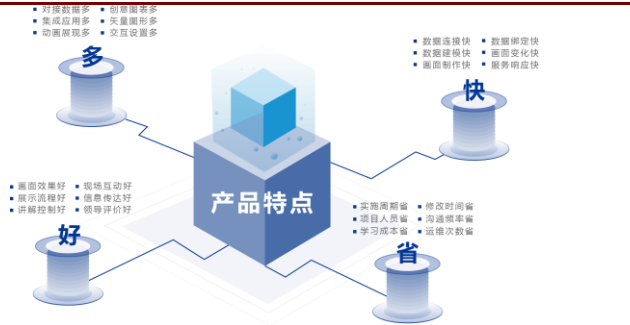 ▪ 对接数据多 ▪ 创意图表多
▪ 集成应用多 ▪ 矢量图形多
▪ 动画展现多 ▪ 交互设置多
多
▪ 数据连接快 ▪ 数据绑定快
▪ 数据建模快 ▪ 画面变化快
▪ 画面制作快 ▪ 服务响应快
快
产品特点
▪ 画面效果好 ▪ 现场互动好
▪ 展示流程好 ▪ 信息传达好
▪ 讲解控制好 ▪ 领导评价好
好
▪ 实施周期省 ▪ 修改时间省
▪ 项目人员省 ▪ 沟通频率省
▪ 学习成本省 ▪ 运维次数省
省